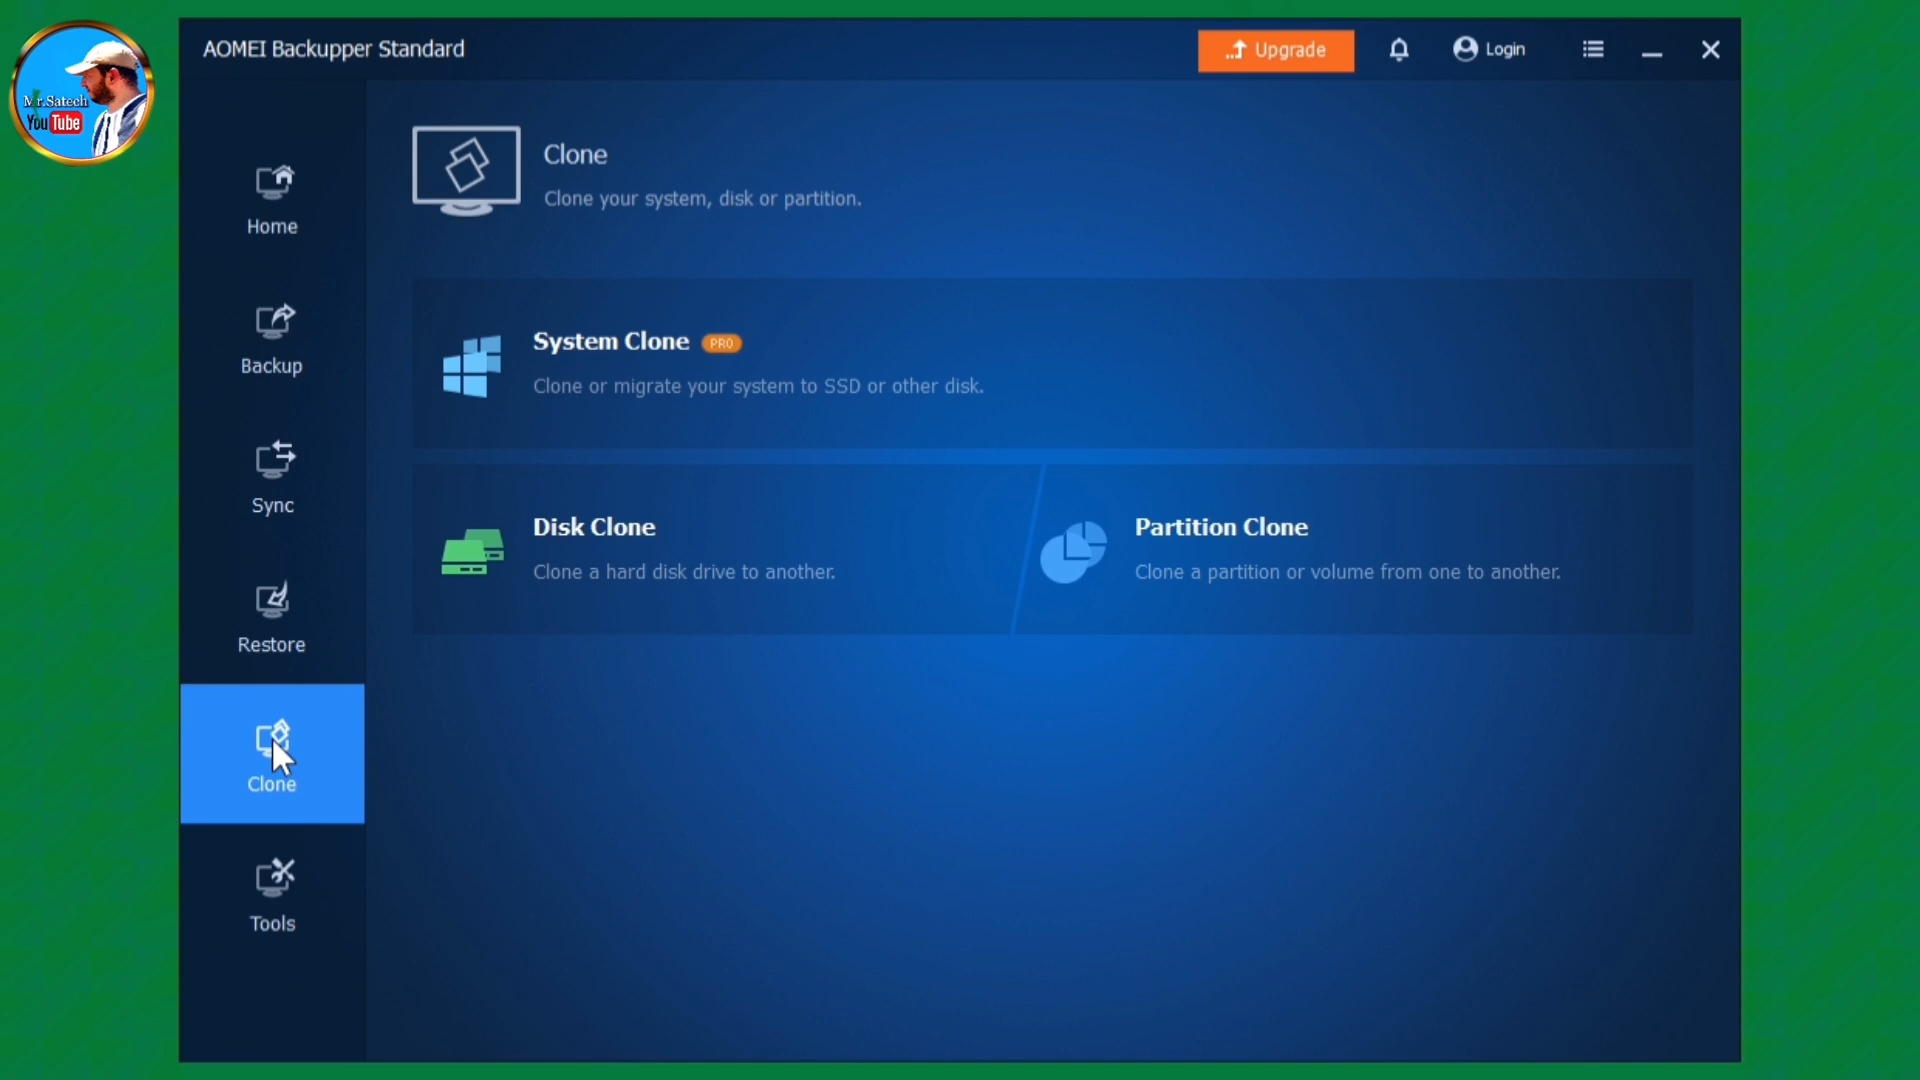 AOMEI Backupper Standard
Upgrade
Login
Mr.Satech
YouTube
Home
Backup
Sync
Restore
Clone
Tools
Clone
Clone your system, disk or partition.
System Clone PRO
Clone or migrate your system to SSD or other disk.
Disk Clone
Clone a hard disk drive to another.
Partition Clone
Clone a partition or volume from one to another.